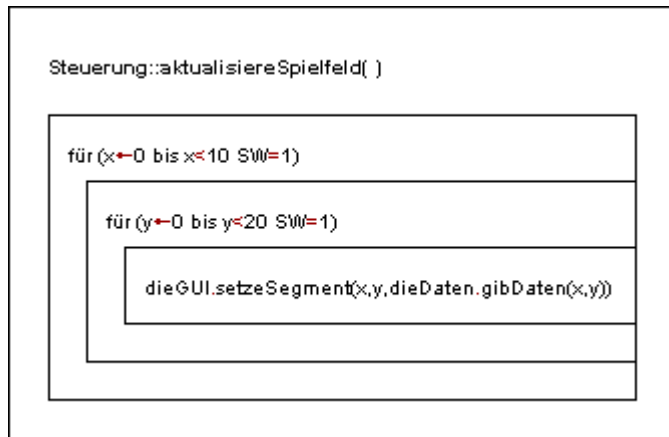 Steuerung::aktualisiereSpielfeld( )
für (x←0 bis x<10 SW=1)
für (y←0 bis y<20 SW=1)
dieGUI.setzeSegment(x,y,dieDaten.gibDaten(x,y))